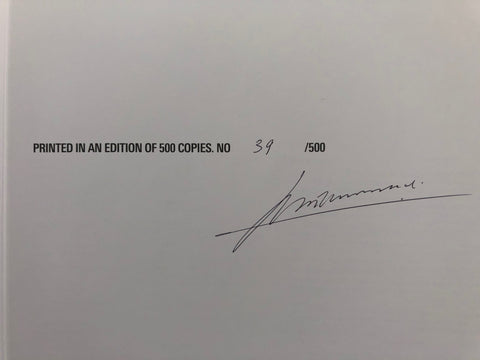 PRINTED IN AN EDITION OF 500 COPIES. NO 39 /500